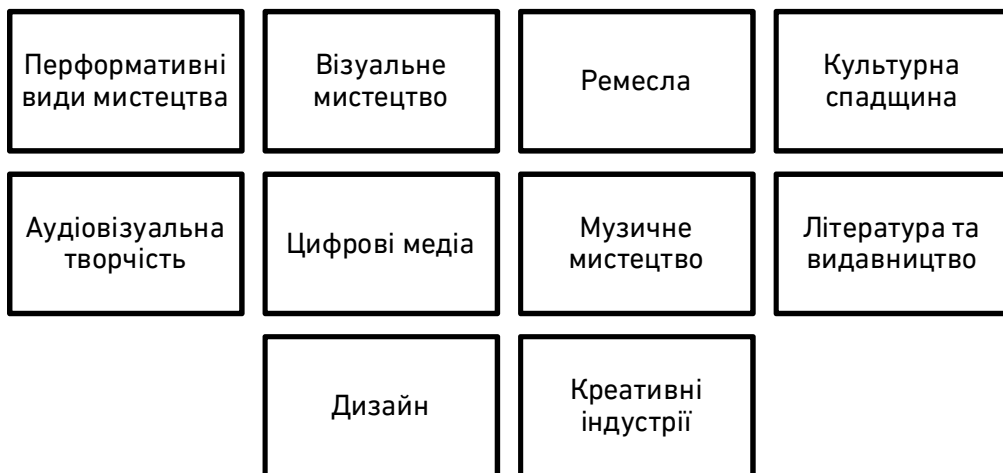 Перформативні
види мистецтва
Візуальне
мистецтво
Ремесла
Культурна
спадщина
Аудіовізуальна
творчість
Цифрові медіа
Музичне
мистецтво
Література та
видавництво
Дизайн
Креативні
індустрії